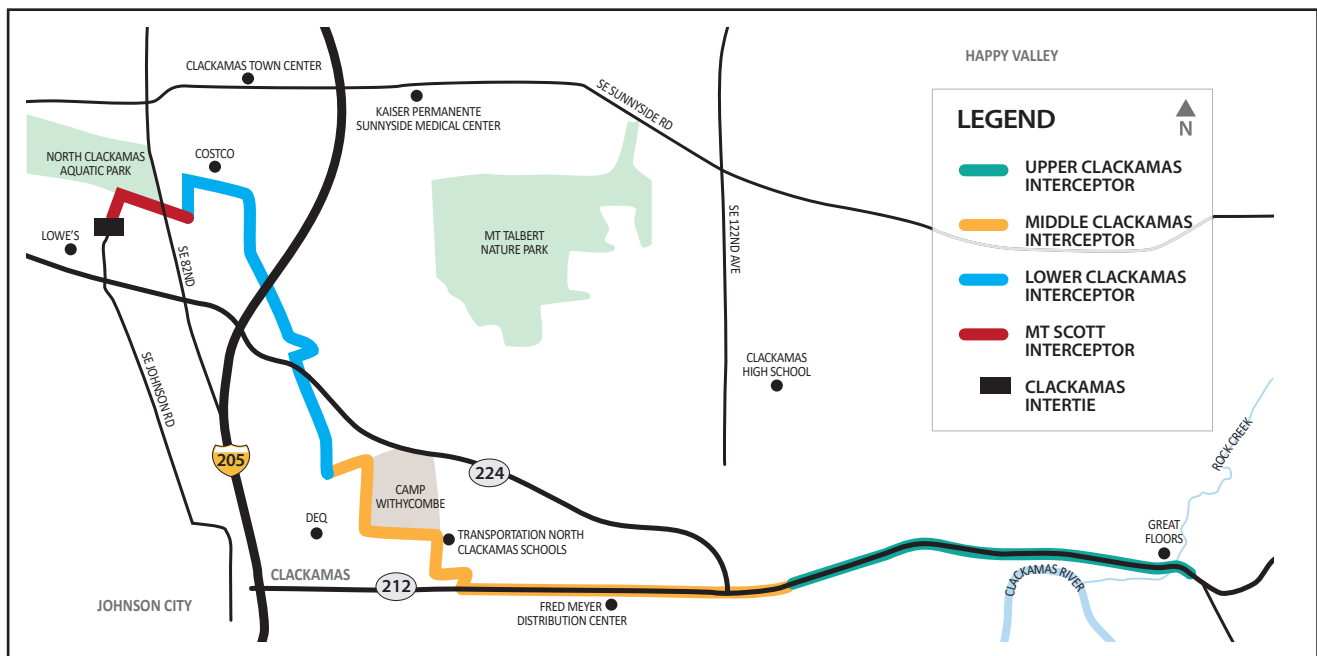 HAPPY VALLEY
CLACKAMAS TOWN CENTER
KAISER PERMANENTE
SUNNYSIDE MEDICAL CENTER
SE SUNNYSIDE RD
NORTH CLACKAMAS
AQUATIC PARK
COSTCO
LOWE'S
SE 82ND
MT TALBERT
NATURE PARK
SE 122ND AVE
SE JOHNSON RD
CLACKAMAS
HIGH SCHOOL
LEGEND
N
UPPER CLACKAMAS
INTERCEPTOR
MIDDLE CLACKAMAS
INTERCEPTOR
LOWER CLACKAMAS
INTERCEPTOR
MT SCOTT
INTERCEPTOR
CLACKAMAS
INTERTIE
ROCK CREEK
205
224
CAMP
WITHYCOMBE
DEQ
TRANSPORTATION NORTH
CLACKAMAS SCHOOLS
GREAT
FLOORS
CLACKAMAS
212
CLACKAMAS RIVER
JOHNSON CITY
FRED MEYER
DISTRIBUTION CENTER